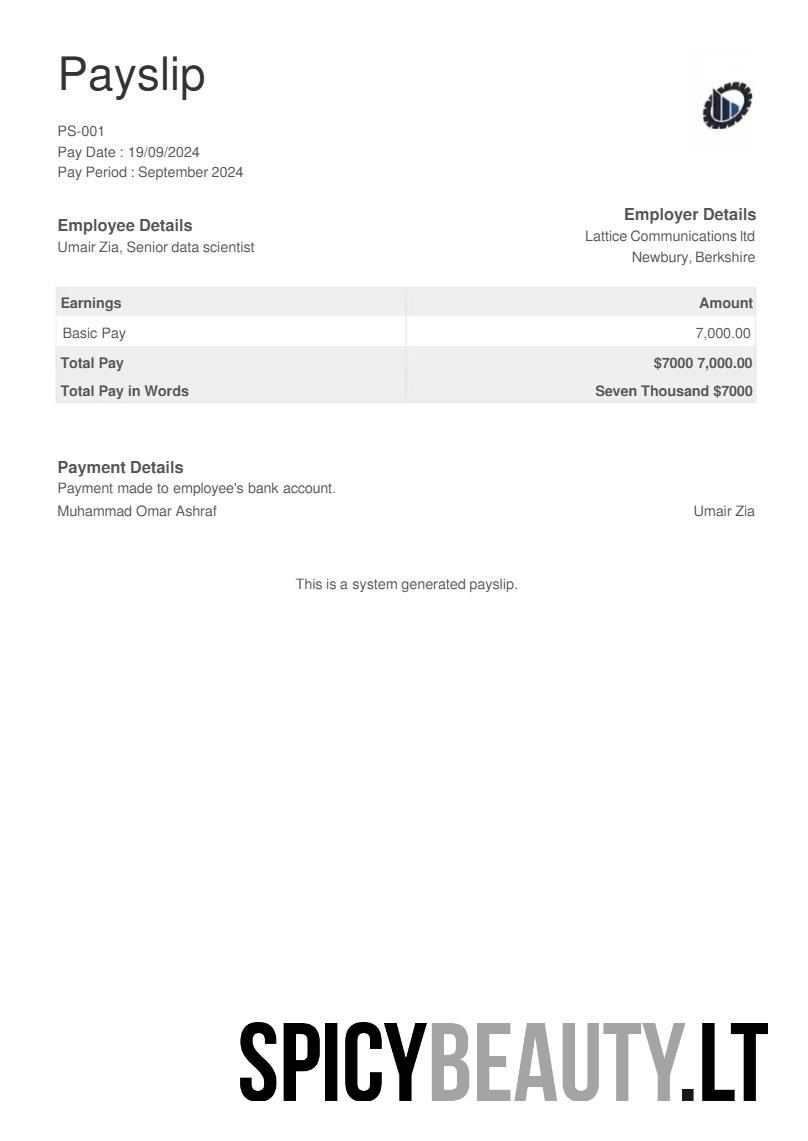 Payslip
PS-001
Pay Date : 19/09/2024
Pay Period : September 2024
Employee Details
Umair Zia, Senior data scientist
Employer Details
Lattice Communications ltd
Newbury, Berkshire
Earnings Amount
Basic Pay 7,000.00
Total Pay $7000 7,000.00
Total Pay in Words Seven Thousand $7000
Payment Details
Payment made to employee's bank account.
Muhammad Omar Ashraf Umair Zia
This is a system generated payslip.
SPICYBEAUTY.LT